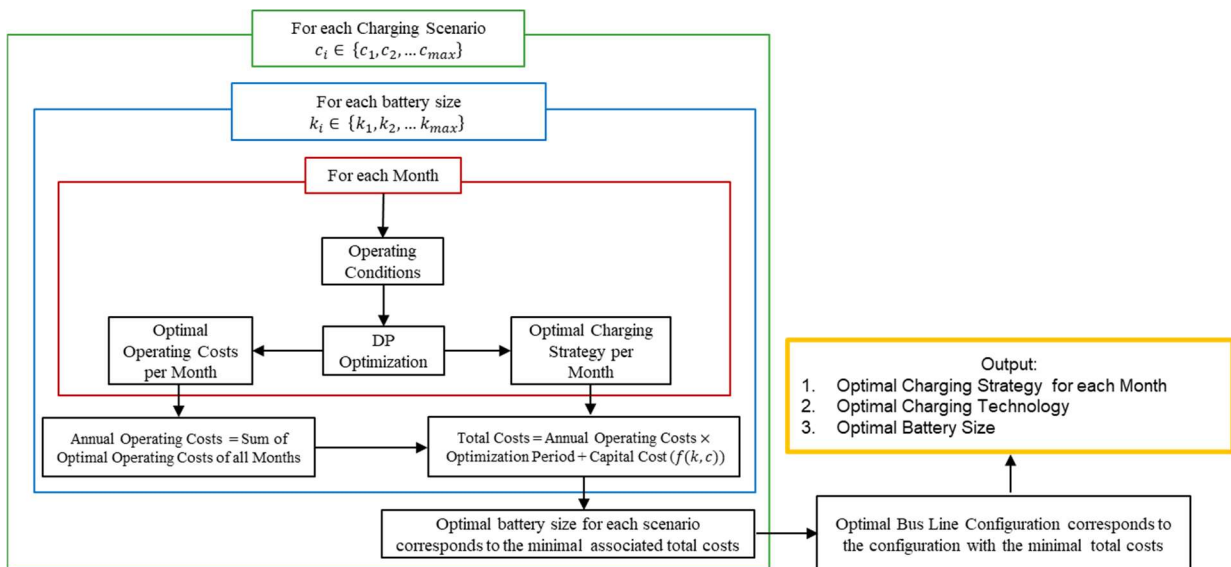 For each Charging Scenario
c_i ∈ {c_1, c_2, … c_max}
For each battery size
k_i ∈ {k_1, k_2, … k_max}
For each Month
Operating
Conditions
Optimal
Operating Costs
per Month
DP
Optimization
Optimal Charging
Strategy per
Month
Annual Operating Costs = Sum of
Optimal Operating Costs of all Months
Total Costs = Annual Operating Costs ×
Optimization Period + Capital Cost (f(k, c))
Optimal battery size for each scenario
corresponds to the minimal associated total costs
Optimal Bus Line Configuration corresponds to
the configuration with the minimal total costs
Output:
1. Optimal Charging Strategy for each Month
2. Optimal Charging Technology
3. Optimal Battery Size